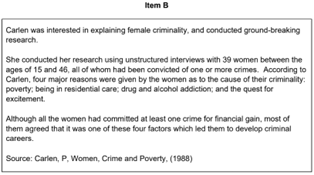 Item B
Carlen was interested in explaining female criminality, and conducted ground-breaking
research.
She conducted her research using unstructured interviews with 39 women between the
ages of 15 and 46, all of whom had been convicted of one or more crimes. According to
Carlen, four major reasons were given by the women as to the cause of their criminality:
poverty; being in residential care; drug and alcohol addiction; and the quest for
excitement.
Although all the women had committed at least one crime for financial gain, most of
them agreed that it was one of these four factors which led them to develop criminal
careers.
Source: Carlen, P, Women, Crime and Poverty, (1988)